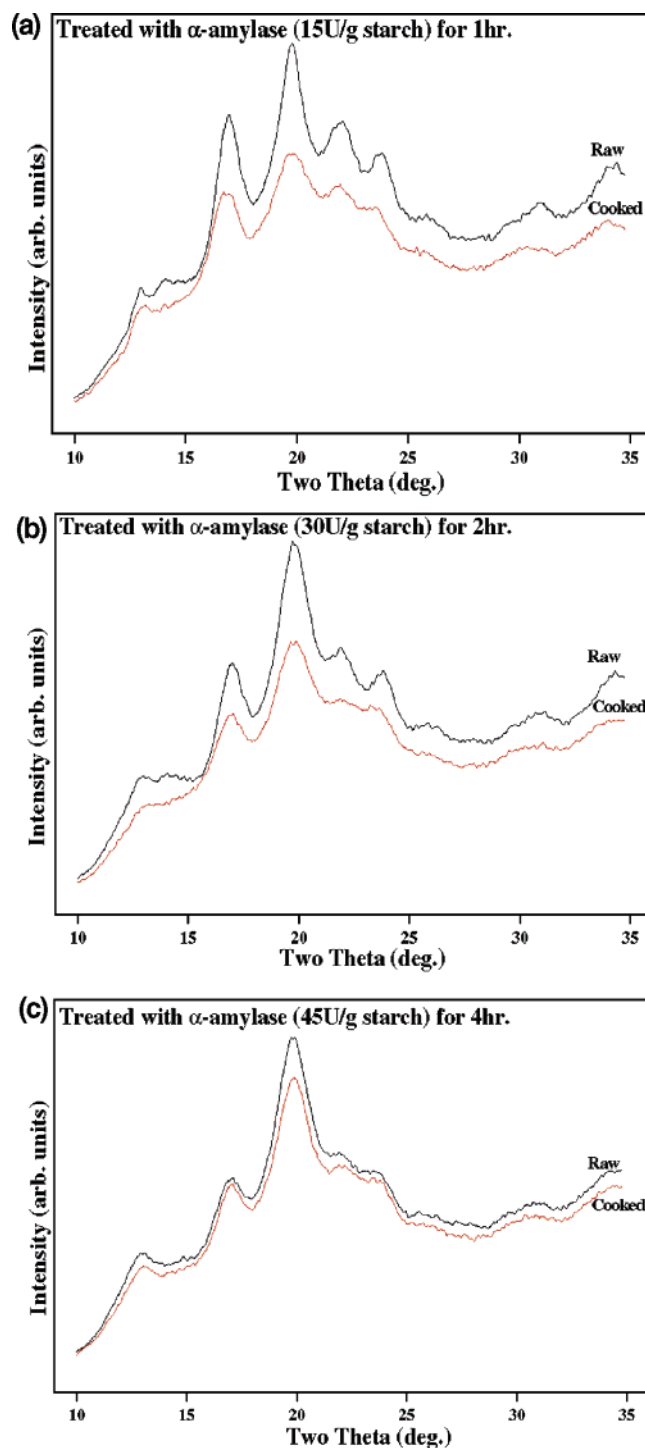 (a)
Treated with α-amylase (15U/g starch) for 1hr.
Raw
Cooked
Intensity (arb. units)
10 15 20 25 30 35
Two Theta (deg.)
(b)
Treated with α-amylase (30U/g starch) for 2hr.
Raw
Cooked
Intensity (arb. units)
10 15 20 25 30 35
Two Theta (deg.)
(c)
Treated with α-amylase (45U/g starch) for 4hr.
Raw
Cooked
Intensity (arb. units)
10 15 20 25 30 35
Two Theta (deg.)